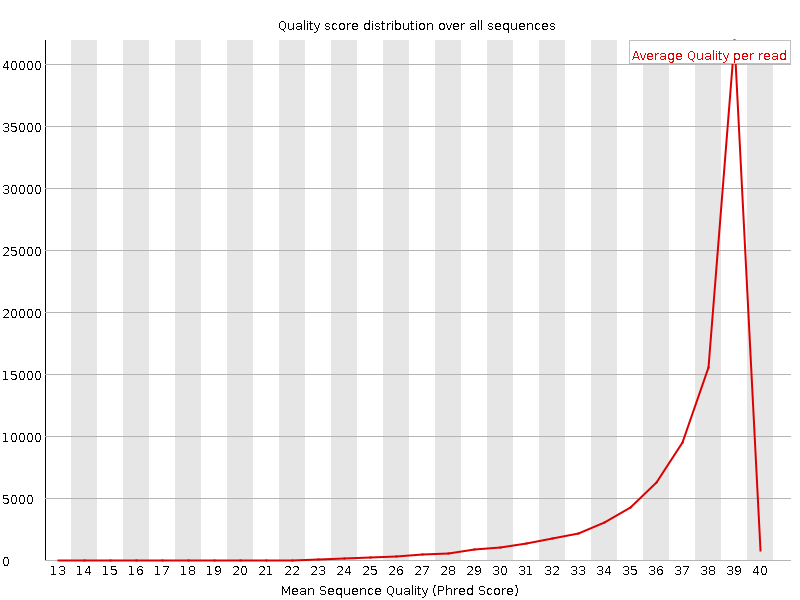 Quality score distribution over all sequences
Average Quality per read
40000
35000
30000
25000
20000
15000
10000
5000
0
13 14 15 16 17 18 19 20 21 22 23 24 25 26 27 28 29 30 31 32 33 34 35 36 37 38 39 40
Mean Sequence Quality (Phred Score)